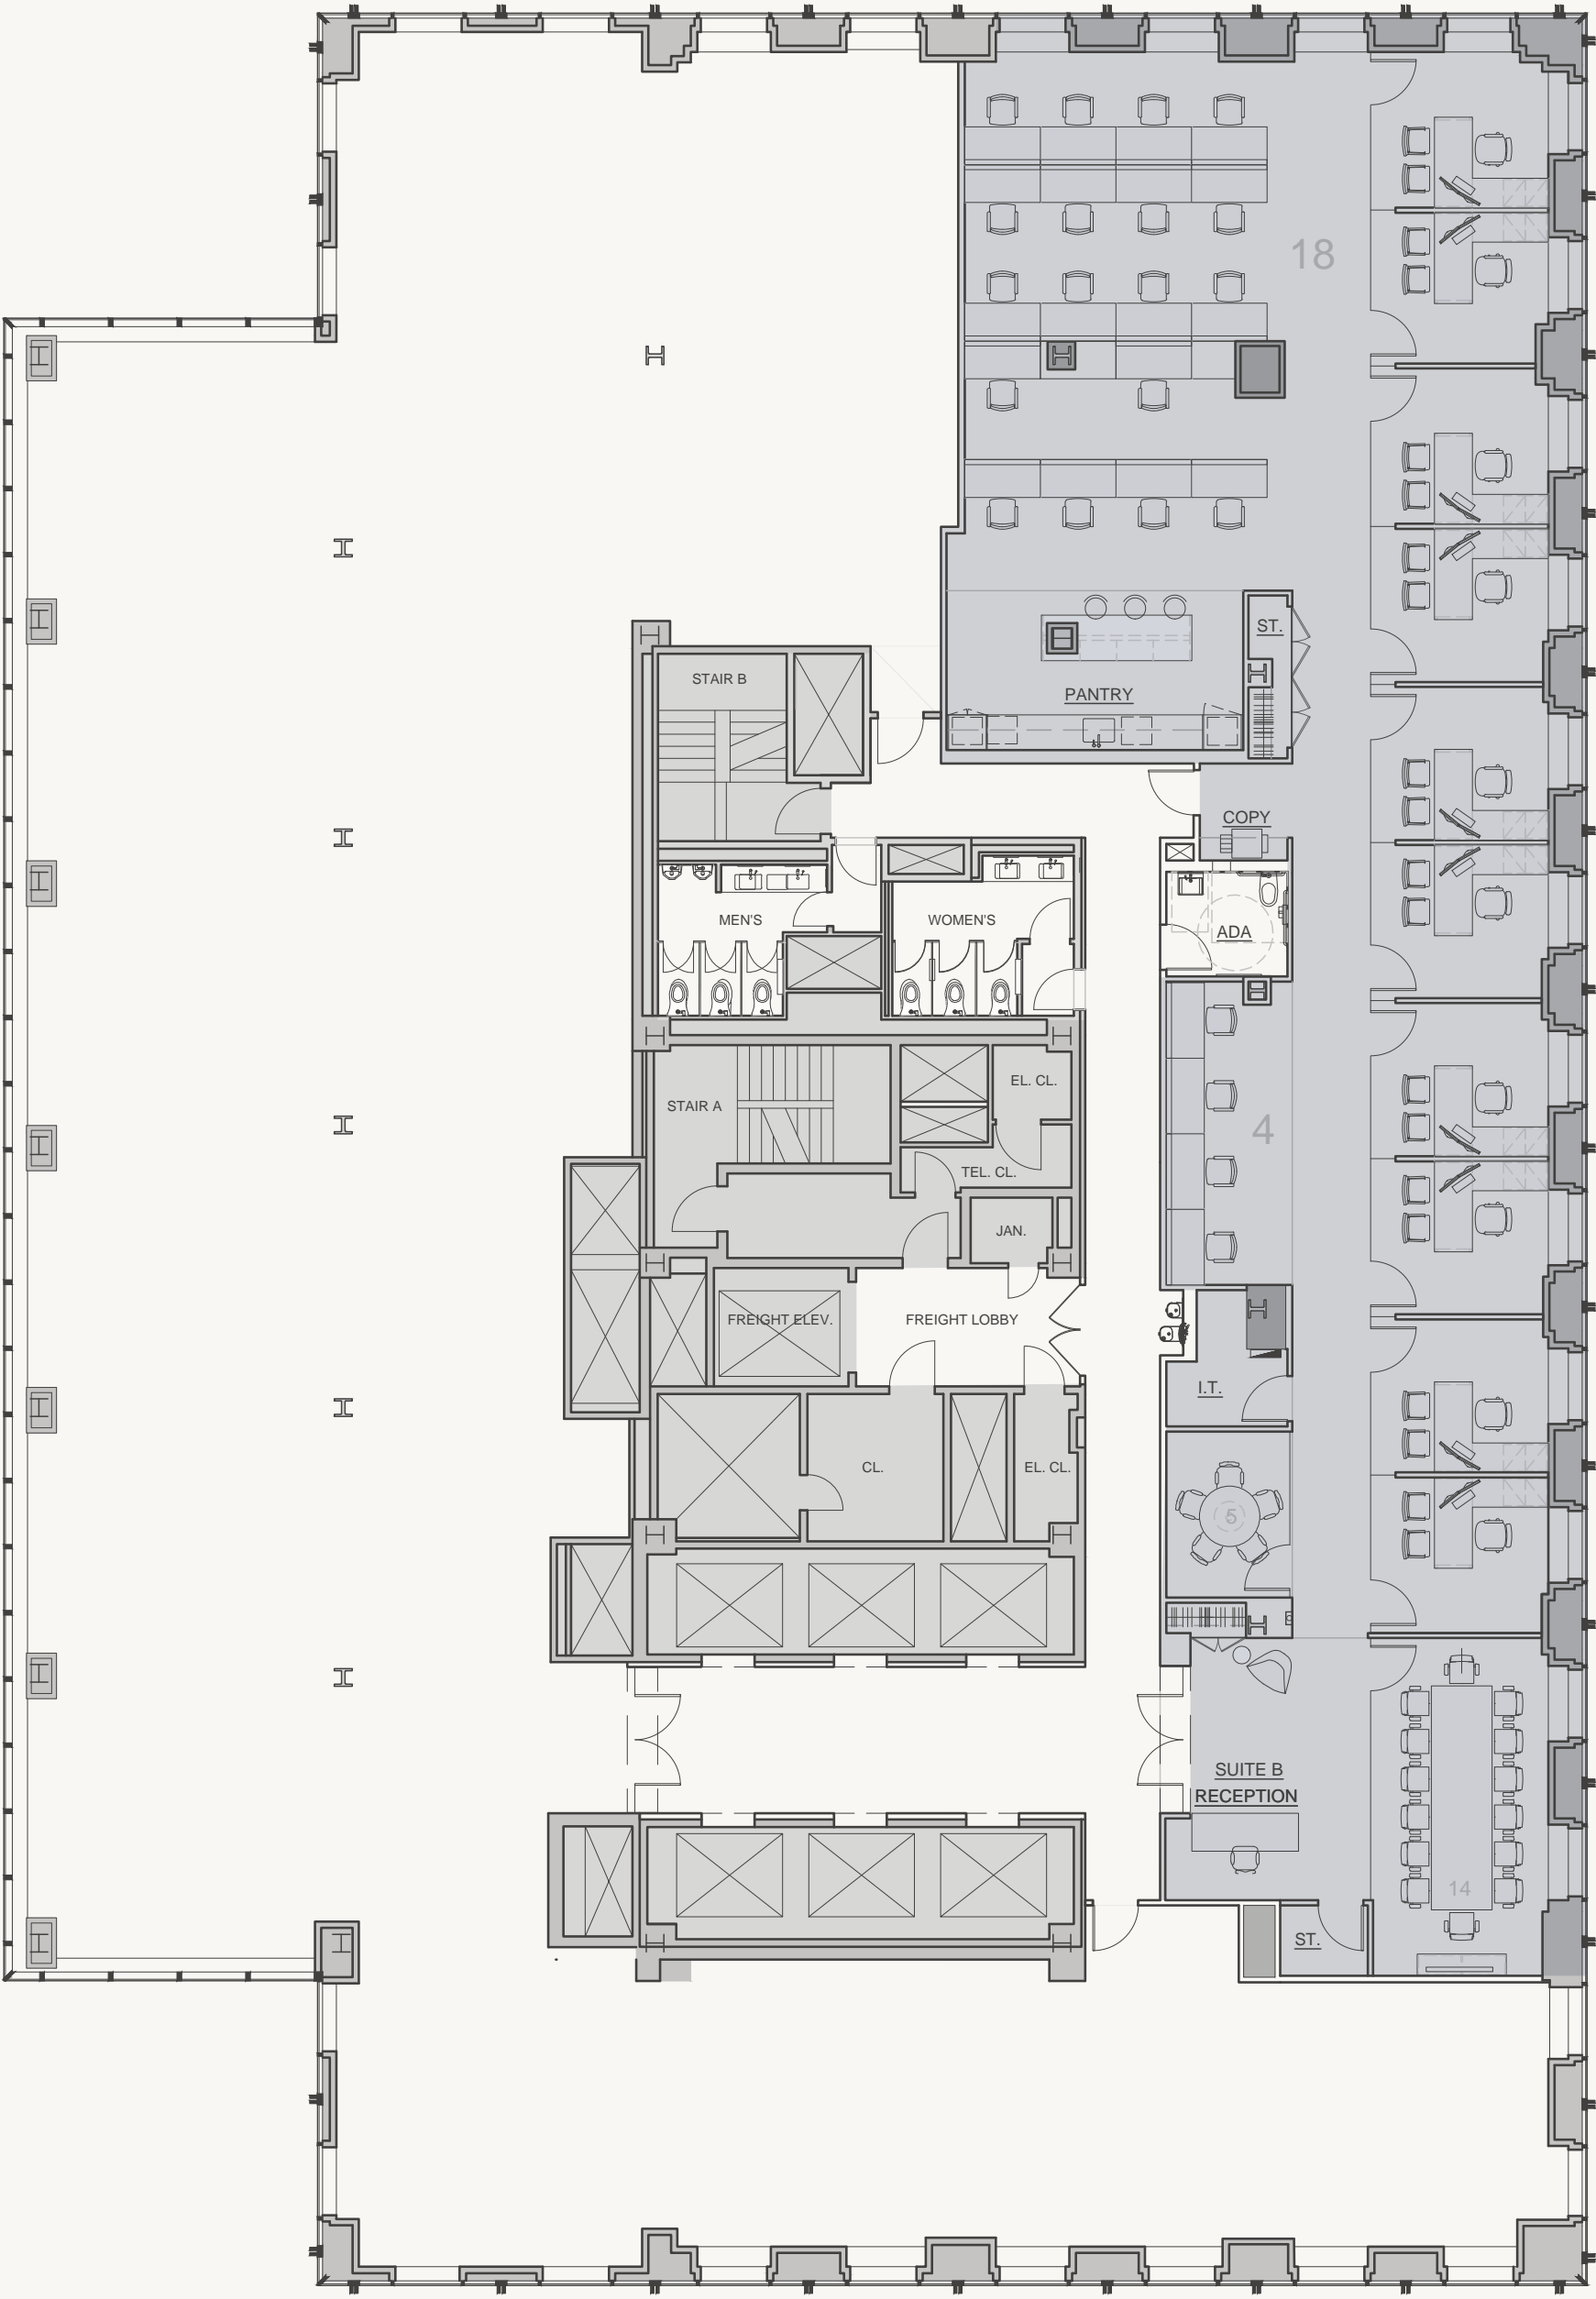 18
ST.
STAIR B
PANTRY
COPY
MEN'S
WOMEN'S
ADA
EL. CL.
STAIR A
4
TEL. CL.
JAN.
FREIGHT ELEV.
FREIGHT LOBBY
I.T.
CL.
EL. CL.
5
SUITE B
RECEPTION
14
ST.